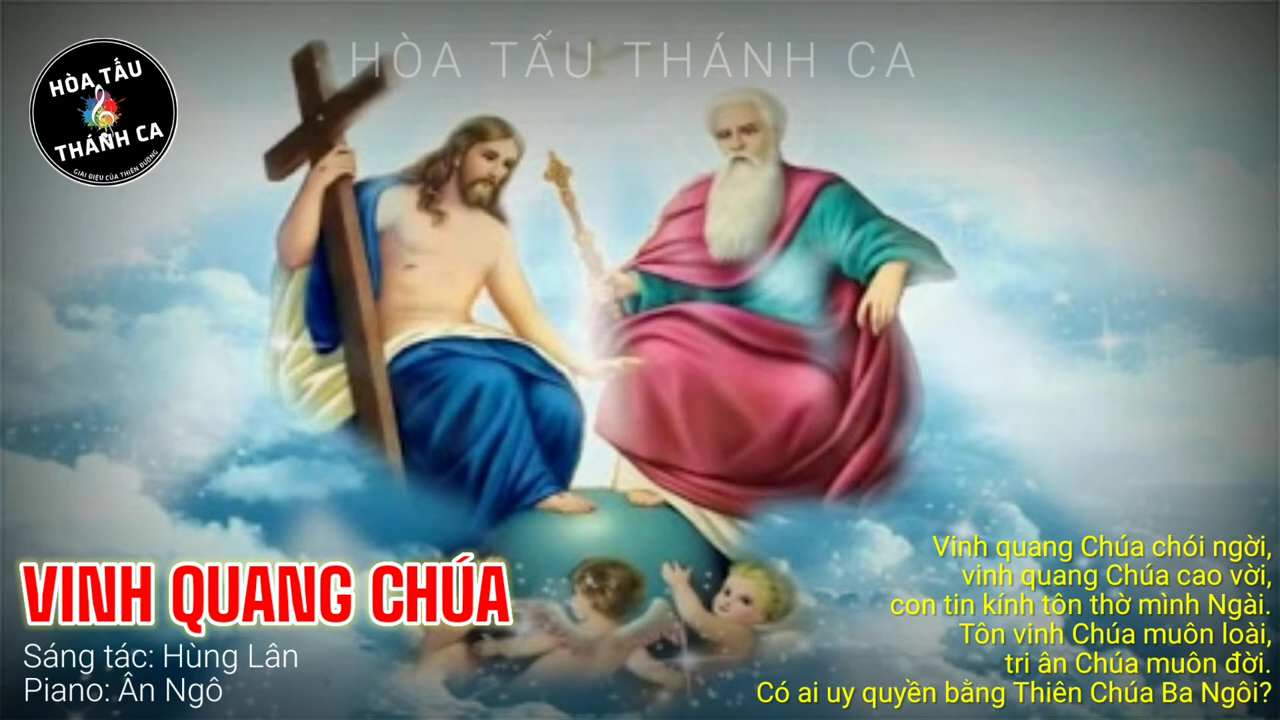 HÒA TẤU THÁNH CA
HÒA TẤU
THÁNH CA
GIAI ĐIỆU CỦA THIÊN ĐƯỜNG
VINH QUANG CHÚA
Sáng tác: Hùng Lân
Piano: Ân Ngô
Vinh quang Chúa chói ngời,
vinh quang Chúa cao vời,
con tin kính tôn thờ mình Ngài.
Tôn vinh Chúa muôn loài,
tri ân Chúa muôn đời.
Có ai uy quyền bằng Thiên Chúa Ba Ngôi?